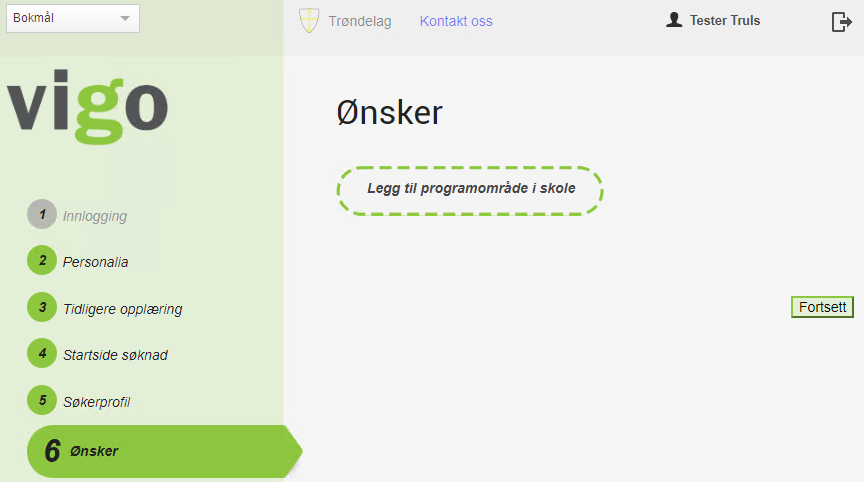 Bokmål
Trøndelag Kontakt oss Tester Truls
vigo
Ønsker
Legg til programområde i skole
1 Innlogging
2 Personalia
3 Tidligere opplæring
Fortsett
4 Startside søknad
5 Søkerprofil
6 Ønsker